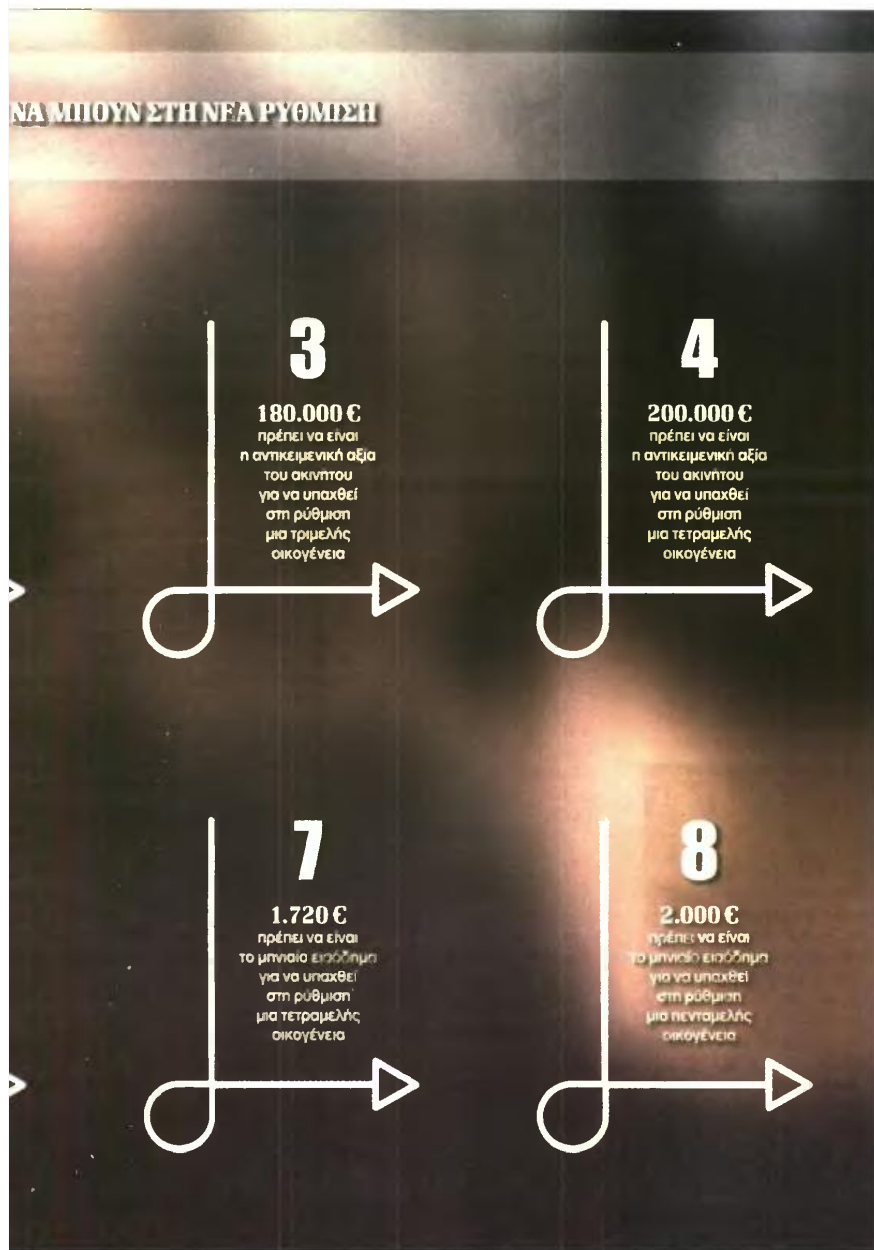 ΝΑ ΜΠΟΥΝ ΣΤΗ ΝΕΑ ΡΥΘΜΙΣΗ
3
180.000 €
πρέπει να είναι
η αντικειμενική αξία
του ακινήτου
για να υπαχθεί
στη ρύθμιση
μια τριμελής
οικογένεια
4
200.000 €
πρέπει να είναι
η αντικειμενική αξία
του ακινήτου
για να υπαχθεί
στη ρύθμιση
μια τετραμελής
οικογένεια
7
1.720 €
πρέπει να είναι
το μηνιαίο εισόδημα
για να υπαχθεί
στη ρύθμιση
μια τετραμελής
οικογένεια
8
2.000 €
πρέπει να είναι
το μηνιαίο εισόδημα
για να υπαχθεί
στη ρύθμιση
μια πενταμελής
οικογένεια